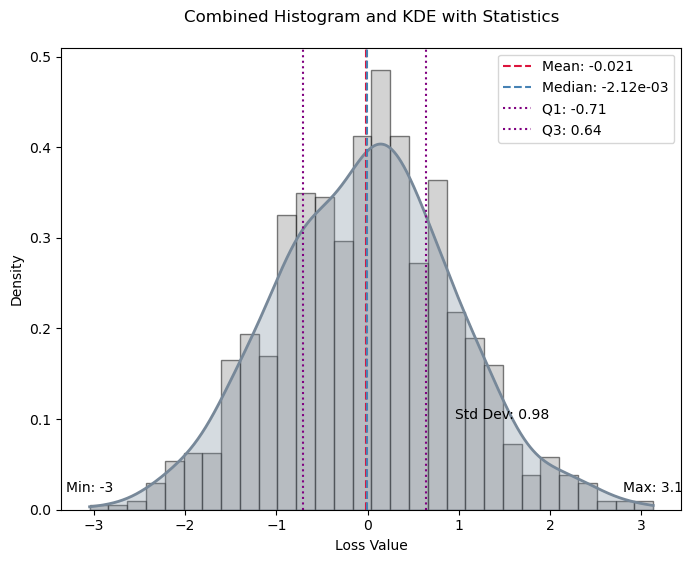 Combined Histogram and KDE with Statistics
0.5
0.4
0.3
0.2
0.1
0.0
Density
Mean: -0.021
Median: -2.12e-03
Q1: -0.71
Q3: 0.64
Std Dev: 0.98
Min: -3
Max: 3.1
−3
−2
−1
0
1
2
3
Loss Value